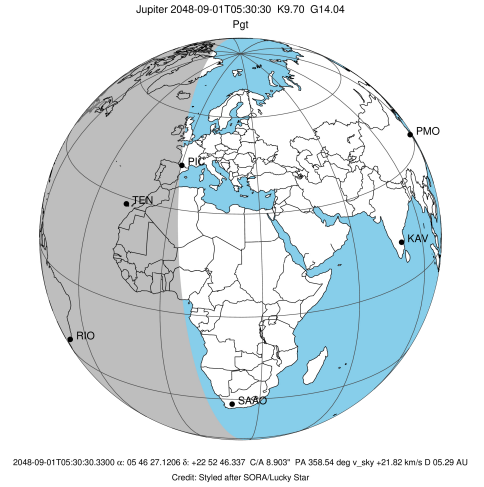 Jupiter 2048-09-01T05:30:30 K9.70 G14.04
Pgt
PMO
PIC
TEN
KAV
RIO
SAAO
2048-09-01T05:30:30.3300 α: 05 46 27.1206 δ: +22 52 46.337 C/A 8.903" PA 358.54 deg v_sky +21.82 km/s D 05.29 AU
Credit: Styled after SORA/Lucky Star